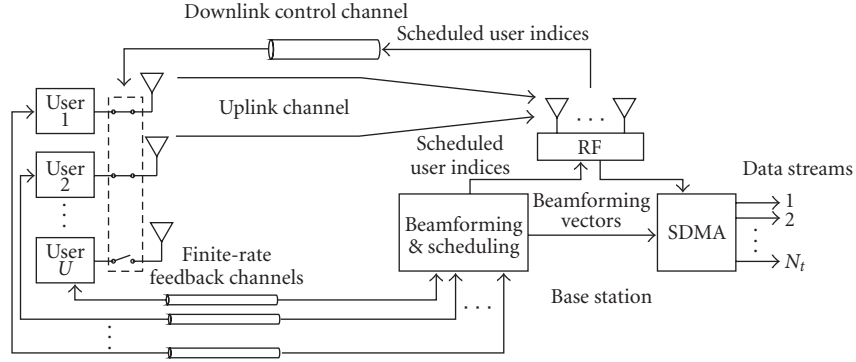 Downlink control channel
Scheduled user indices
User
1
Uplink channel
. . .
RF
Scheduled
user indices
User
2
Data streams
1
2
Beamforming
& scheduling
Beamforming
vectors
SDMA
User
U
Finite-rate
feedback channels
N_t
. . .
Base station